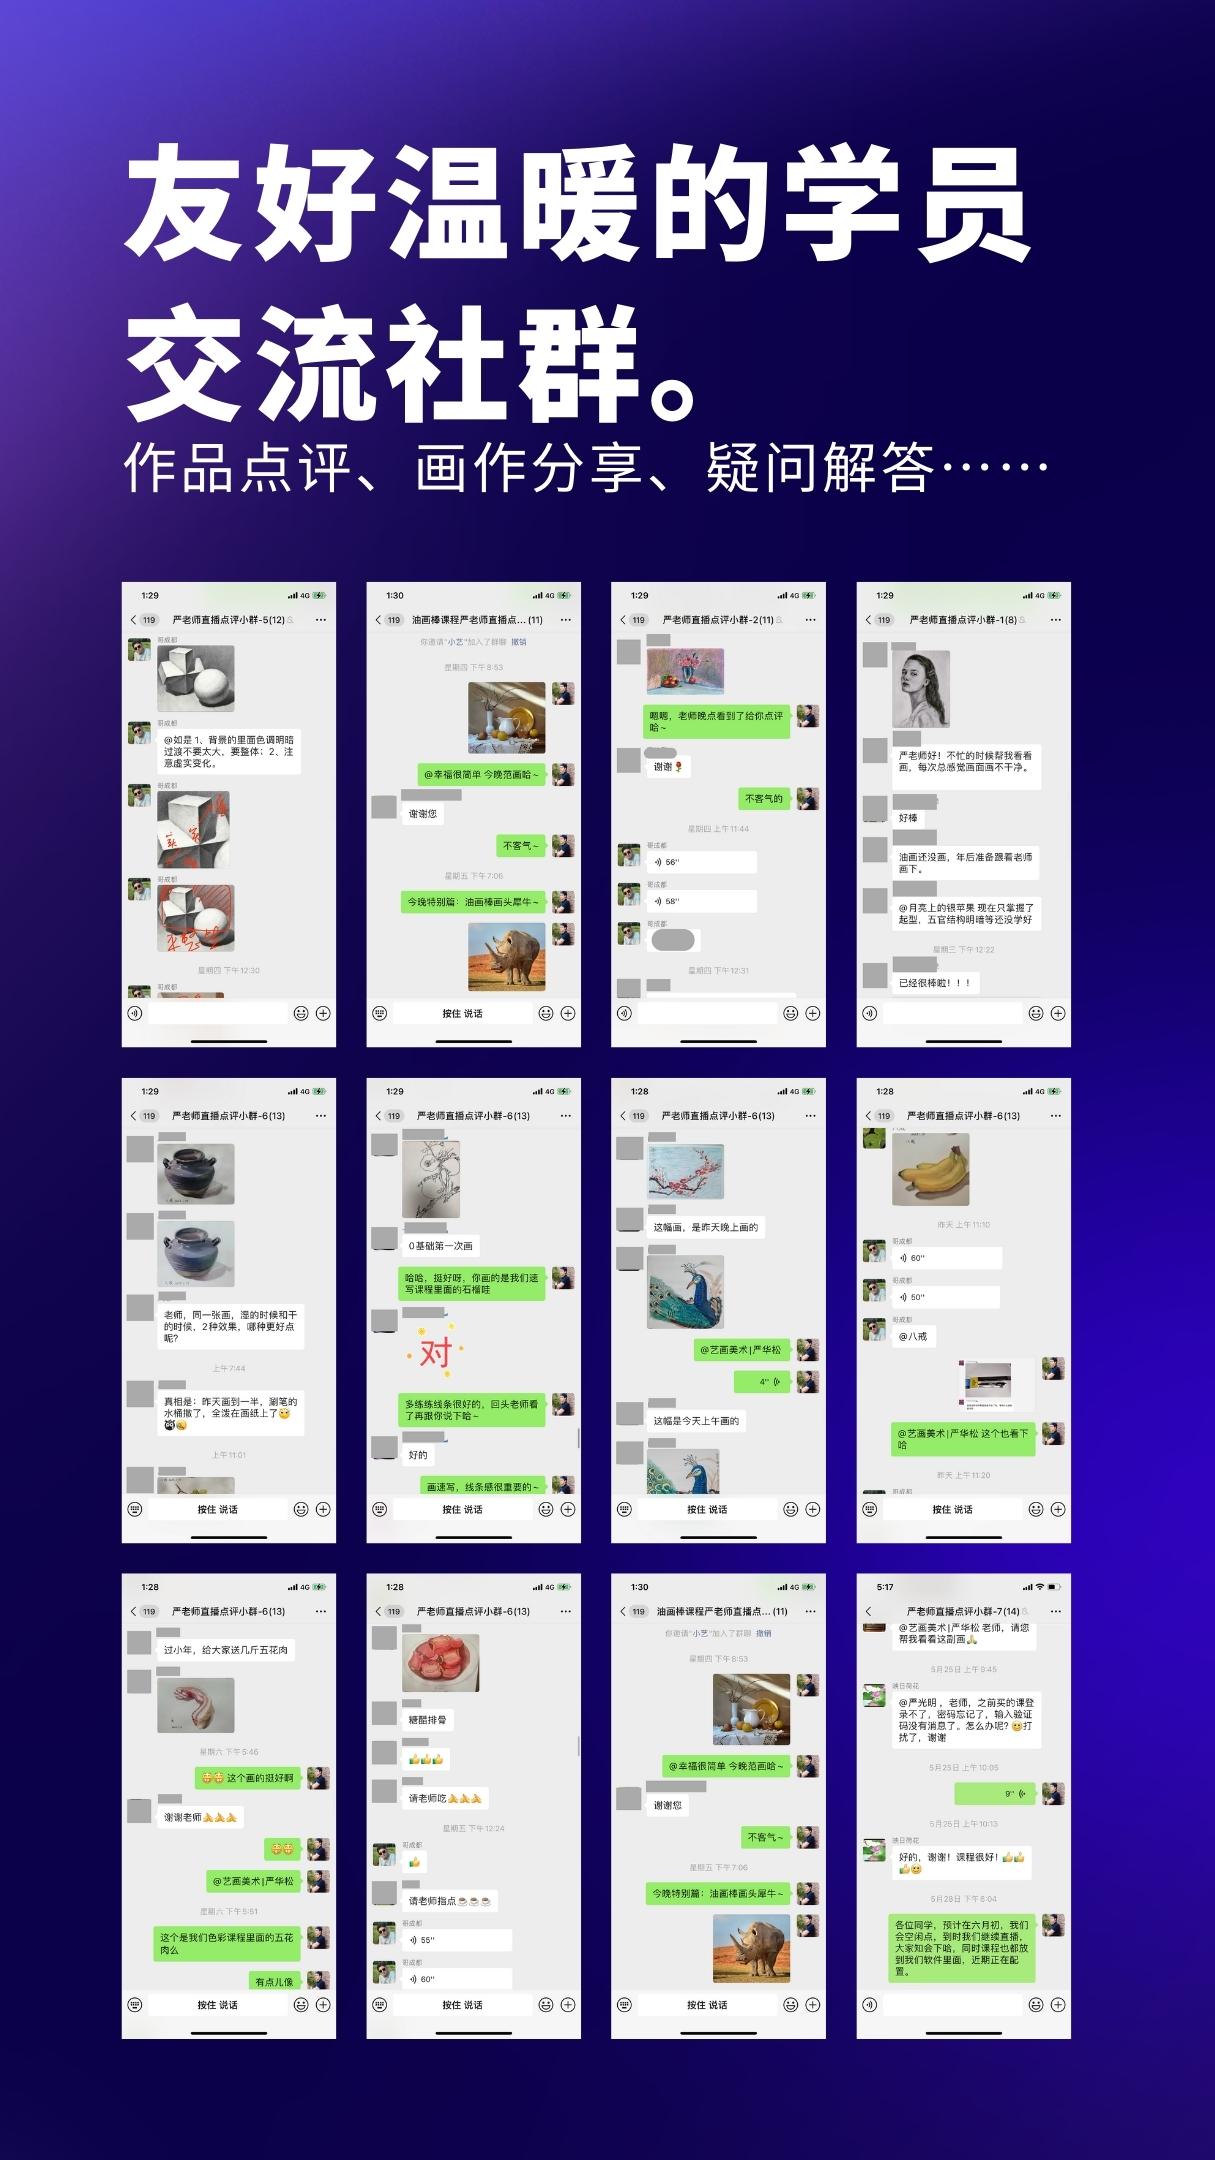 友好温暖的学员
交流社群。
作品点评、画作分享、疑问解答……
1:29
4G
119
严老师直播点评小群-5(12)
哥成都
哥成都
@如是 1、背景的里面色调明暗
过渡不要太大，要整体；2、注
意虚实变化。
哥成都
哥成都
星期四 下午12:30
哥成都
1:30
4G
119
油画棒课程严老师直播点...(11)
你邀请"小艺"加入了群聊 撤销
星期四 下午8:53
@幸福很简单 今晚范画哈~
谢谢您
不客气~
星期五 下午7:06
今晚特别篇：油画棒画头犀牛~
按住 说话
1:29
4G
119
严老师直播点评小群-2(11)
嗯嗯，老师晚点看到了给你点评
哈~
谢谢🌹
不客气的
星期四 上午11:44
哥成都
56"
哥成都
58"
哥成都
星期四 下午12:31
1:29
4G
119
严老师直播点评小群-1(8)
严老师好！不忙的时候帮我看看
画，每次总感觉画面画不干净。
好棒
油画还没画，年后准备跟着老师
画下。
@月亮上的银苹果 现在只掌握了
起型，五官结构明暗等还没学好
星期三 下午12:22
已经很棒啦！！！
1:29
4G
119
严老师直播点评小群-6(13)
老师，同一张画，湿的时候和干
的时候，2种效果，哪种更好点
呢？
上午7:44
真相是：昨天画到一半，涮笔的
水桶撒了，全泼在画纸上了
上午11:01
按住 说话
1:29
4G
119
严老师直播点评小群-6(13)
0基础第一次画
哈哈，挺好呀，你画的是我们速
写课程里面的石榴哇
对
多练练线条很好的，回头老师看
了再跟你说下哈~
好的
画速写，线条感很重要的~
按住 说话
1:28
4G
119
严老师直播点评小群-6(13)
这幅画，是昨天晚上画的
@艺画美术|严华松
4"
这幅是今天上午画的
按住 说话
1:28
4G
119
严老师直播点评小群-6(13)
昨天 上午11:10
哥成都
60"
哥成都
50"
哥成都
@八戒
@艺画美术|严华松 这个也看下
哈
昨天 上午11:20
哥成都
按住 说话
1:28
4G
119
严老师直播点评小群-6(13)
过小年，给大家送几斤五花肉
星期六 下午5:46
这个画的挺好啊
谢谢老师
@艺画美术|严华松
星期六 下午5:51
这个是我们色彩课程里面的五花
肉么
有点儿像
按住 说话
1:28
4G
119
严老师直播点评小群-6(13)
糖醋排骨
👍👍👍
请老师吃
星期五 下午12:24
哥成都
👍
请老师指点☕☕☕
哥成都
55"
哥成都
60"
按住 说话
1:30
4G
119
油画棒课程严老师直播点...(11)
你邀请"小艺"加入了群聊 撤销
星期四 下午8:53
@幸福很简单 今晚范画哈~
谢谢您
不客气~
星期五 下午7:06
今晚特别篇：油画棒画头犀牛~
按住 说话
5:17
严老师直播点评小群-7(14)
@艺画美术|严华松 老师，请您
帮我看看这副画🙏
5月25日 上午9:45
映日荷花
@严光明 ，老师，之前买的课登
录不了，密码忘记了，输入验证
码没有消息了。怎么办呢？😊打
扰了，谢谢
5月25日 上午10:05
9"
5月25日 上午10:13
映日荷花
好的，谢谢！课程很好！👍👍
👍😊
5月28日 下午6:04
各位同学，预计在六月初，我们
会空闲点，到时我们继续直播，
大家知会下哈，同时课程也都放
到我们软件里面，近期正在配
置。